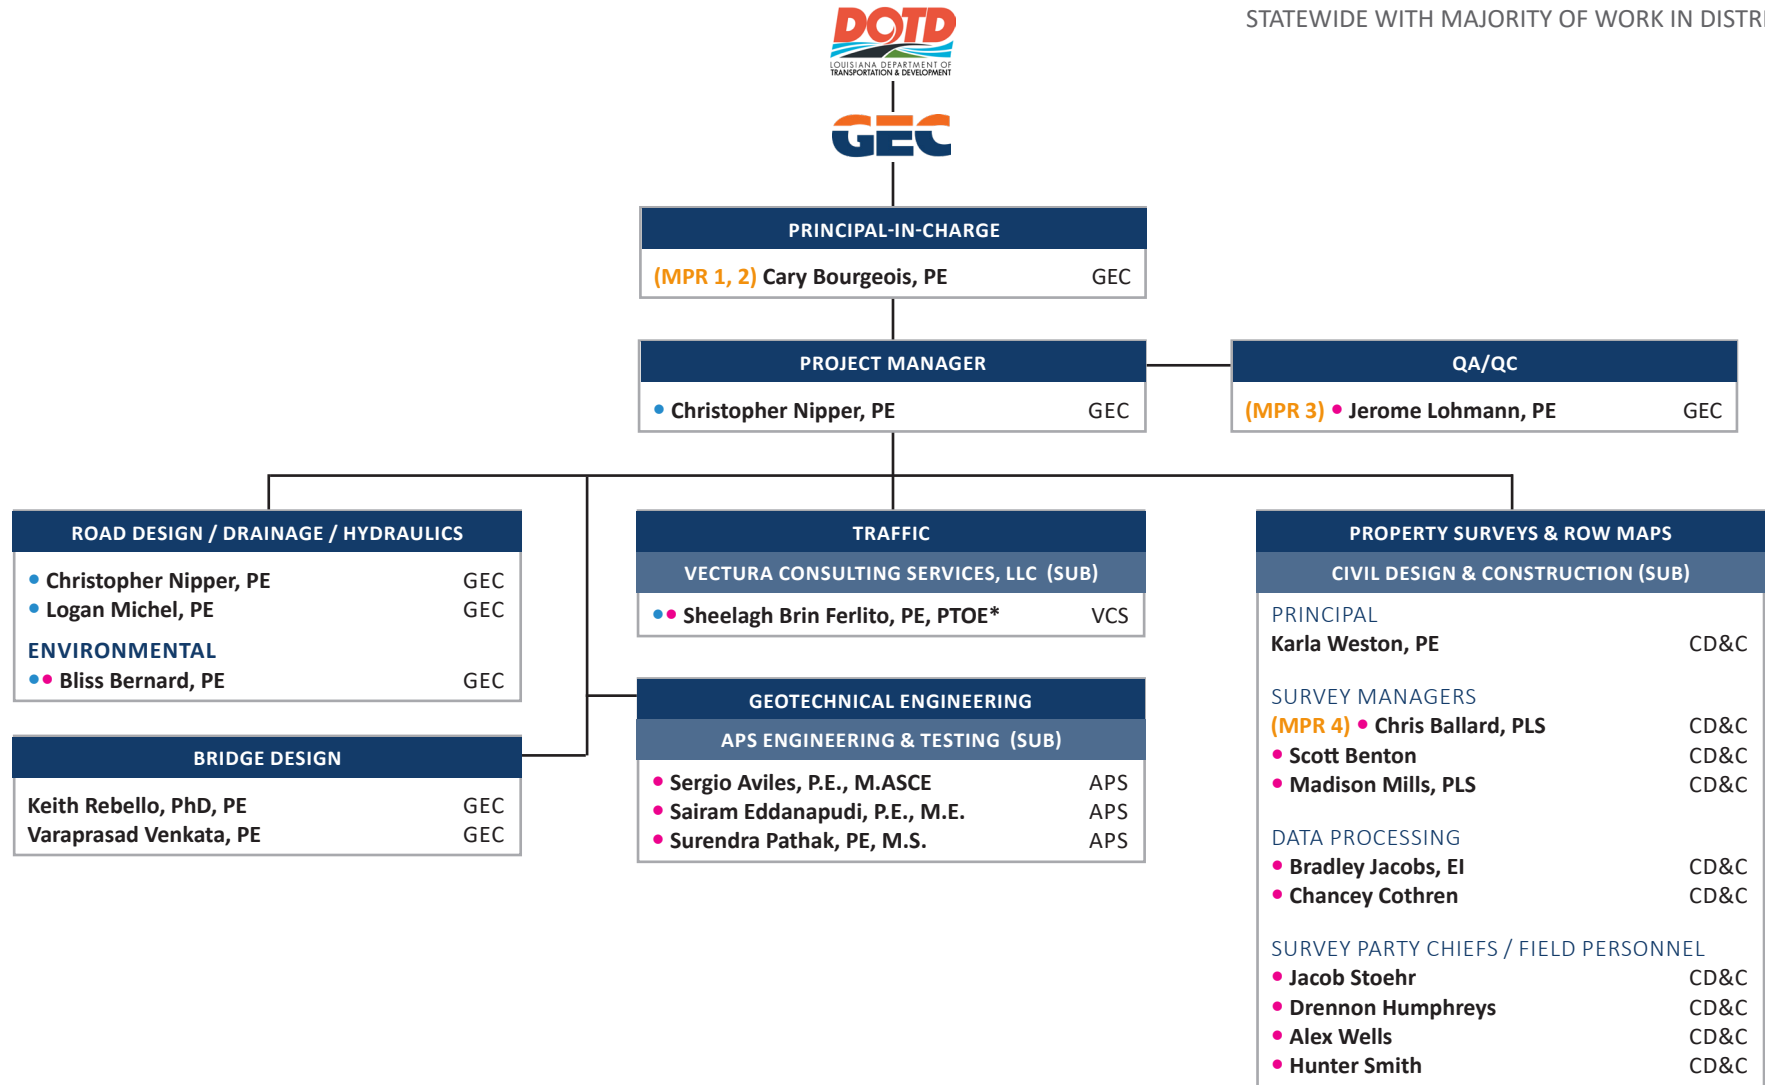 DOTD
LOUISIANA DEPARTMENT OF
TRANSPORTATION & DEVELOPMENT
STATEWIDE WITH MAJORITY OF WORK IN
GEC
PRINCIPAL-IN-CHARGE
(MPR 1, 2) Cary Bourgeois, PE GEC
PROJECT MANAGER
• Christopher Nipper, PE GEC
QA/QC
(MPR 3) • Jerome Lohmann, PE GEC
ROAD DESIGN / DRAINAGE / HYDRAULICS
• Christopher Nipper, PE GEC
• Logan Michel, PE GEC
ENVIRONMENTAL
•• Bliss Bernard, PE GEC
BRIDGE DESIGN
Keith Rebello, PhD, PE GEC
Varaprasad Venkata, PE GEC
TRAFFIC
VECTURA CONSULTING SERVICES, LLC (SUB)
•• Sheelagh Brin Ferlito, PE, PTOE* VCS
GEOTECHNICAL ENGINEERING
APS ENGINEERING & TESTING (SUB)
• Sergio Aviles, P.E., M.ASCE APS
• Sairam Eddanapudi, P.E., M.E. APS
• Surendra Pathak, PE, M.S. APS
PROPERTY SURVEYS & ROW MAPS
CIVIL DESIGN & CONSTRUCTION (SUB)
PRINCIPAL
Karla Weston, PE CD&C
SURVEY MANAGERS
(MPR 4) • Chris Ballard, PLS CD&C
• Scott Benton CD&C
• Madison Mills, PLS CD&C
DATA PROCESSING
• Bradley Jacobs, EI CD&C
• Chancey Cothren CD&C
SURVEY PARTY CHIEFS / FIELD PERSONNEL
• Jacob Stoehr CD&C
• Drennon Humphreys CD&C
• Alex Wells CD&C
• Hunter Smith CD&C